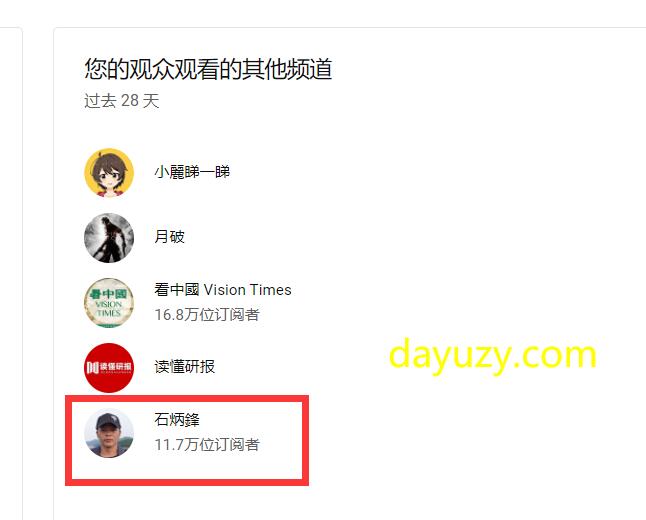 您的观众观看的其他频道
过去 28 天
小麗睇一睇
月破
看中國
VISION
TIMES
看中國 Vision Times
16.8万位订阅者
读懂研报
读懂研报
石炳鋒
11.7万位订阅者
dayuzy.com